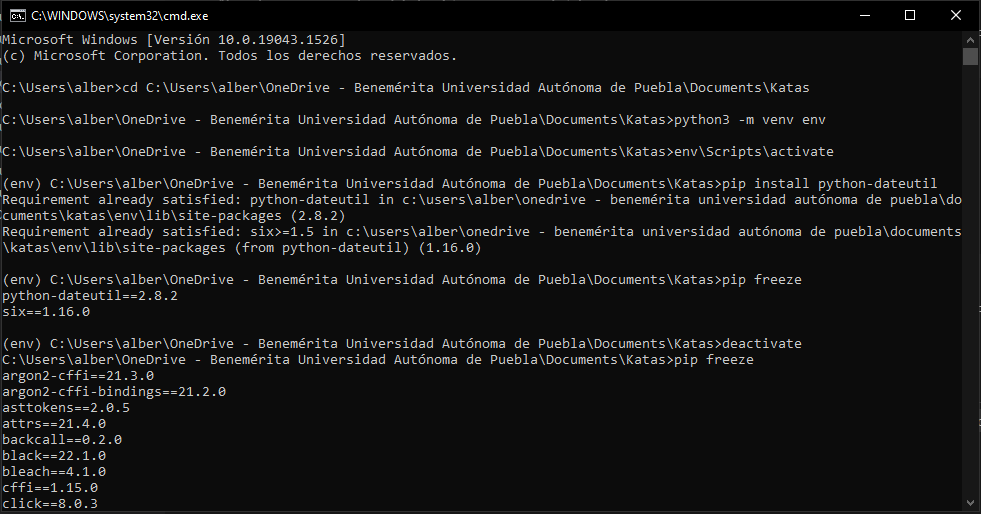 C:\WINDOWS\system32\cmd.exe
Microsoft Windows [Versión 10.0.19043.1526]
(c) Microsoft Corporation. Todos los derechos reservados.
C:\Users\alber>cd C:\Users\alber\OneDrive - Benemérita Universidad Autónoma de Puebla\Documents\Katas
C:\Users\alber\OneDrive - Benemérita Universidad Autónoma de Puebla\Documents\Katas>python3 -m venv env
C:\Users\alber\OneDrive - Benemérita Universidad Autónoma de Puebla\Documents\Katas>env\Scripts\activate
(env) C:\Users\alber\OneDrive - Benemérita Universidad Autónoma de Puebla\Documents\Katas>pip install python-dateutil
Requirement already satisfied: python-dateutil in c:\users\alber\onedrive - benemérita universidad autónoma de puebla\do
cuments\katas\env\lib\site-packages (2.8.2)
Requirement already satisfied: six>=1.5 in c:\users\alber\onedrive - benemérita universidad autónoma de puebla\documents
\katas\env\lib\site-packages (from python-dateutil) (1.16.0)
(env) C:\Users\alber\OneDrive - Benemérita Universidad Autónoma de Puebla\Documents\Katas>pip freeze
python-dateutil==2.8.2
six==1.16.0
(env) C:\Users\alber\OneDrive - Benemérita Universidad Autónoma de Puebla\Documents\Katas>deactivate
C:\Users\alber\OneDrive - Benemérita Universidad Autónoma de Puebla\Documents\Katas>pip freeze
argon2-cffi==21.3.0
argon2-cffi-bindings==21.2.0
asttokens==2.0.5
attrs==21.4.0
backcall==0.2.0
black==22.1.0
bleach==4.1.0
cffi==1.15.0
click==8.0.3